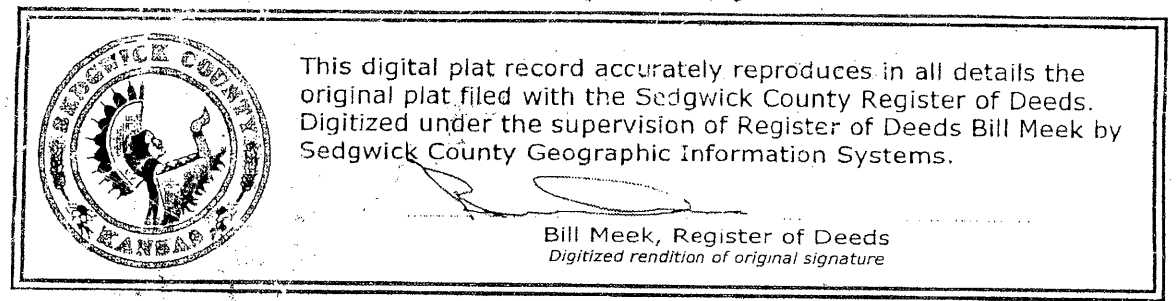 SEDGWICK COUNTY
KANSAS
This digital plat record accurately reproduces in all details the
original plat filed with the Sedgwick County Register of Deeds.
Digitized under the supervision of Register of Deeds Bill Meek by
Sedgwick County Geographic Information Systems.
Bill Meek, Register of Deeds
Digitized rendition of original signature